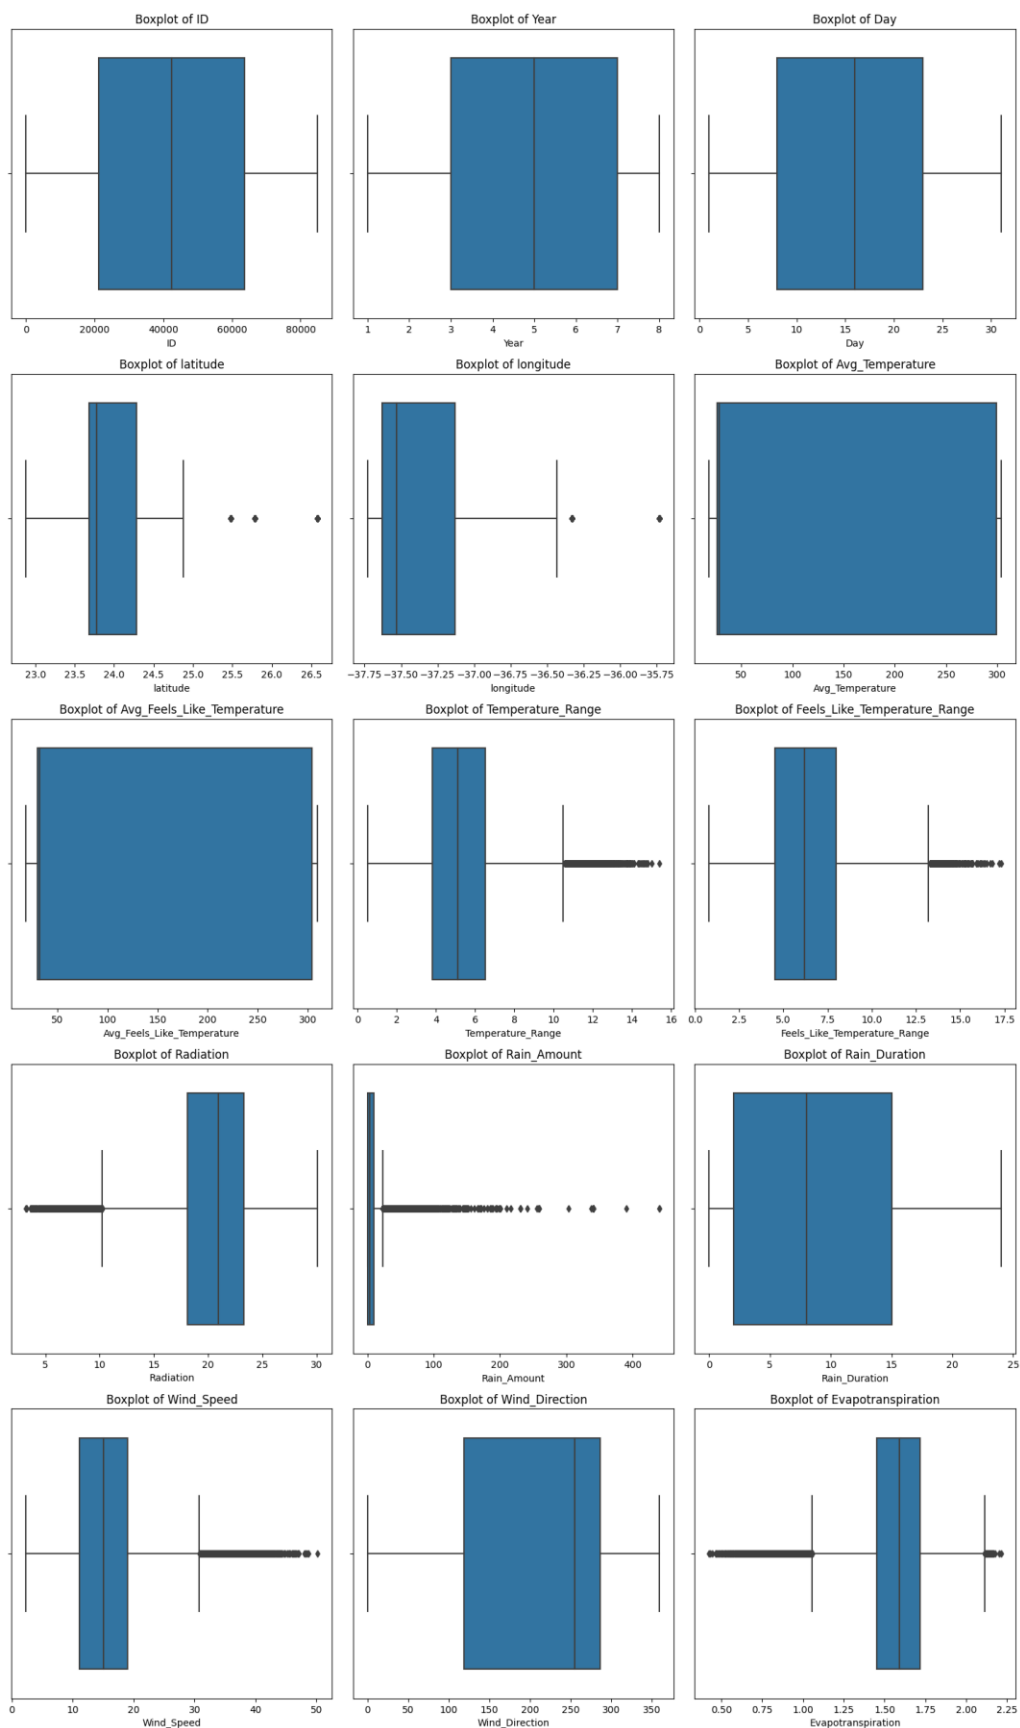 Boxplot of ID Boxplot of Year Boxplot of Day
0 20000 40000 60000 80000 1 2 3 4 5 6 7 8 0 5 10 15 20 25 30
ID Year Day
Boxplot of latitude Boxplot of longitude Boxplot of Avg_Temperature
23.0 23.5 24.0 24.5 25.0 25.5 26.0 26.5 −37.75 −37.50 −37.25 −37.00 −36.75 −36.50 −36.25 −36.00 −35.75 50 100 150 200 250 300
latitude longitude Avg_Temperature
Boxplot of Avg_Feels_Like_Temperature Boxplot of Temperature_Range Boxplot of Feels_Like_Temperature_Range
50 100 150 200 250 300 0 2 4 6 8 10 12 14 16 0.0 2.5 5.0 7.5 10.0 12.5 15.0 17.5
Avg_Feels_Like_Temperature Temperature_Range Feels_Like_Temperature_Range
Boxplot of Radiation Boxplot of Rain_Amount Boxplot of Rain_Duration
5 10 15 20 25 30 0 100 200 300 400 0 5 10 15 20 25
Radiation Rain_Amount Rain_Duration
Boxplot of Wind_Speed Boxplot of Wind_Direction Boxplot of Evapotranspiration
0 10 20 30 40 50 0 50 100 150 200 250 300 350 0.50 0.75 1.00 1.25 1.50 1.75 2.00 2.25
Wind_Speed Wind_Direction Evapotranspiration